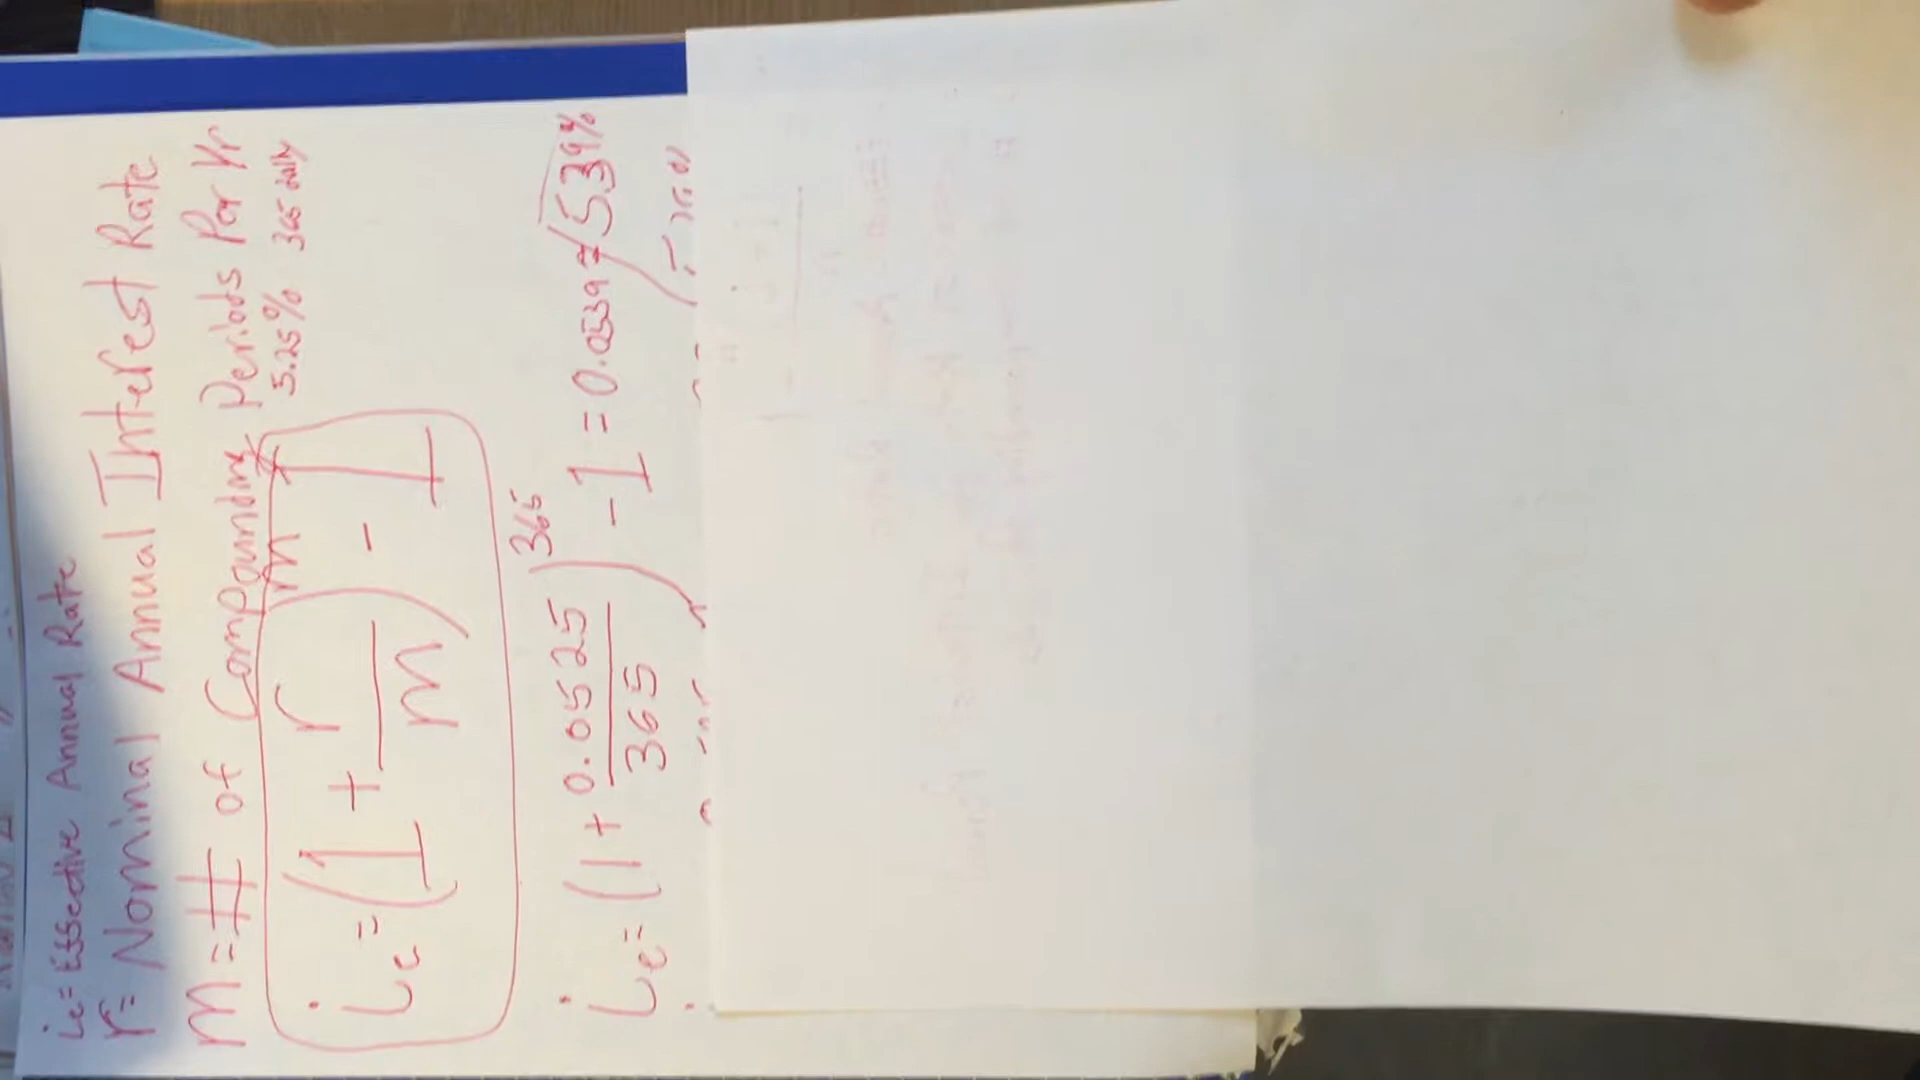 ie = Effective Annual Rate
r = Nominal Annual Interest Rate
m = # of Compounding Periods Per Yr
5.25% 365 daily
ie = (1 + r/m)^m - 1
ie = (1 + 0.0525/365)^365 - 1 = 0.0539 = 5.39%